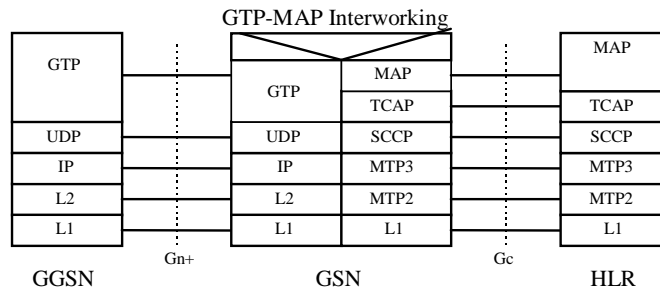 GTP-MAP Interworking
GTP
MAP
MAP
GTP
TCAP
TCAP
UDP
UDP
SCCP
SCCP
IP
IP
MTP3
MTP3
L2
L2
MTP2
MTP2
L1
L1
L1
L1
Gn+
Gc
GGSN
GSN
HLR